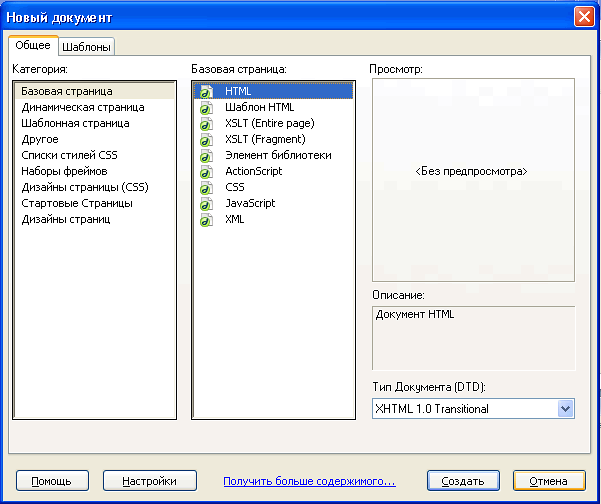 Новый документ
Общее
Шаблоны
Категория:
Базовая страница
Динамическая страница
Шаблонная страница
Другое
Списки стилей CSS
Наборы фреймов
Дизайны страницы (CSS)
Стартовые Страницы
Дизайны страниц
Базовая страница:
HTML
Шаблон HTML
XSLT (Entire page)
XSLT (Fragment)
Элемент библиотеки
ActionScript
CSS
JavaScript
XML
Просмотр:
<Без предпросмотра>
Описание:
Документ HTML
Тип Документа (DTD):
XHTML 1.0 Transitional
Помощь
Настройки
Получить больше содержимого...
Создать
Отмена